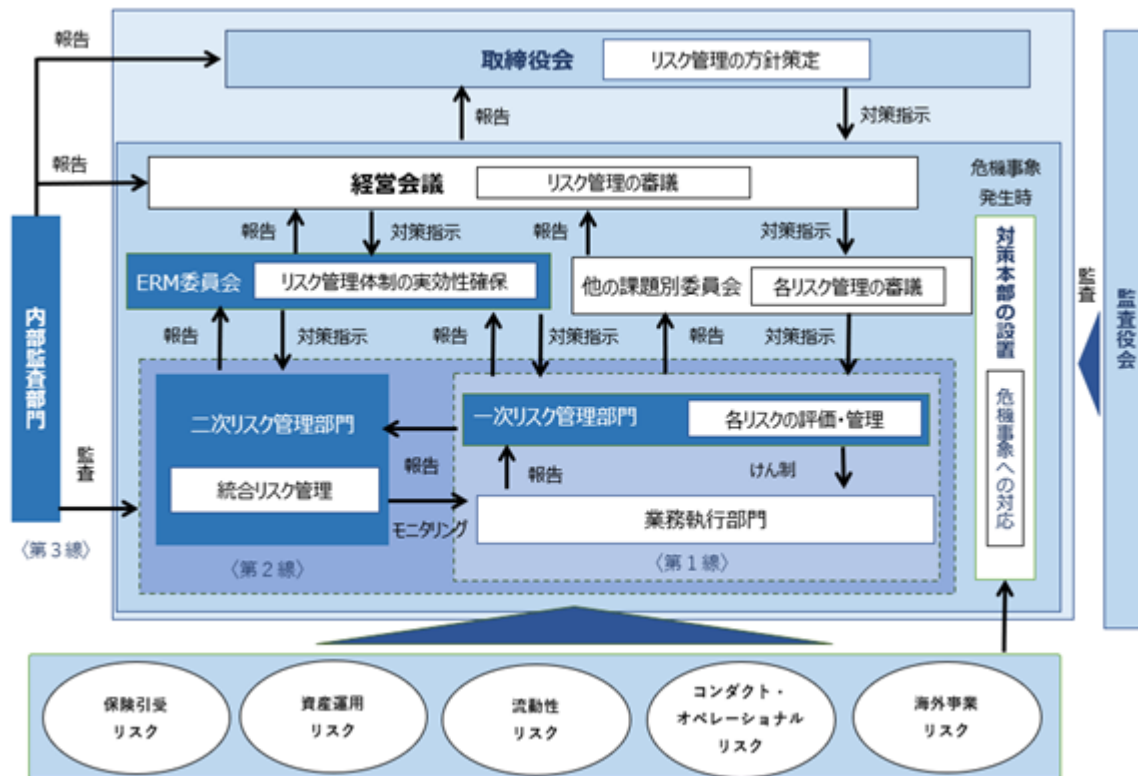 報告
取締役会
リスク管理の方針策定
報告
対策指示
報告
経営会議
リスク管理の審議
危機事象
発生時
報告
対策指示
報告
対策指示
ERM委員会
リスク管理体制の実効性確保
他の課題別委員会
各リスク管理の審議
対策本部の設置
危機事象への対応
監査
監査役会
内部監査部門
〈第3線〉
監査
報告
対策指示
報告
対策指示
報告
対策指示
二次リスク管理部門
統合リスク管理
〈第2線〉
報告
モニタリング
一次リスク管理部門
各リスクの評価・管理
報告
けん制
業務執行部門
〈第1線〉
保険引受
リスク
資産運用
リスク
流動性
リスク
コンダクト・
オペレーショナル
リスク
海外事業
リスク